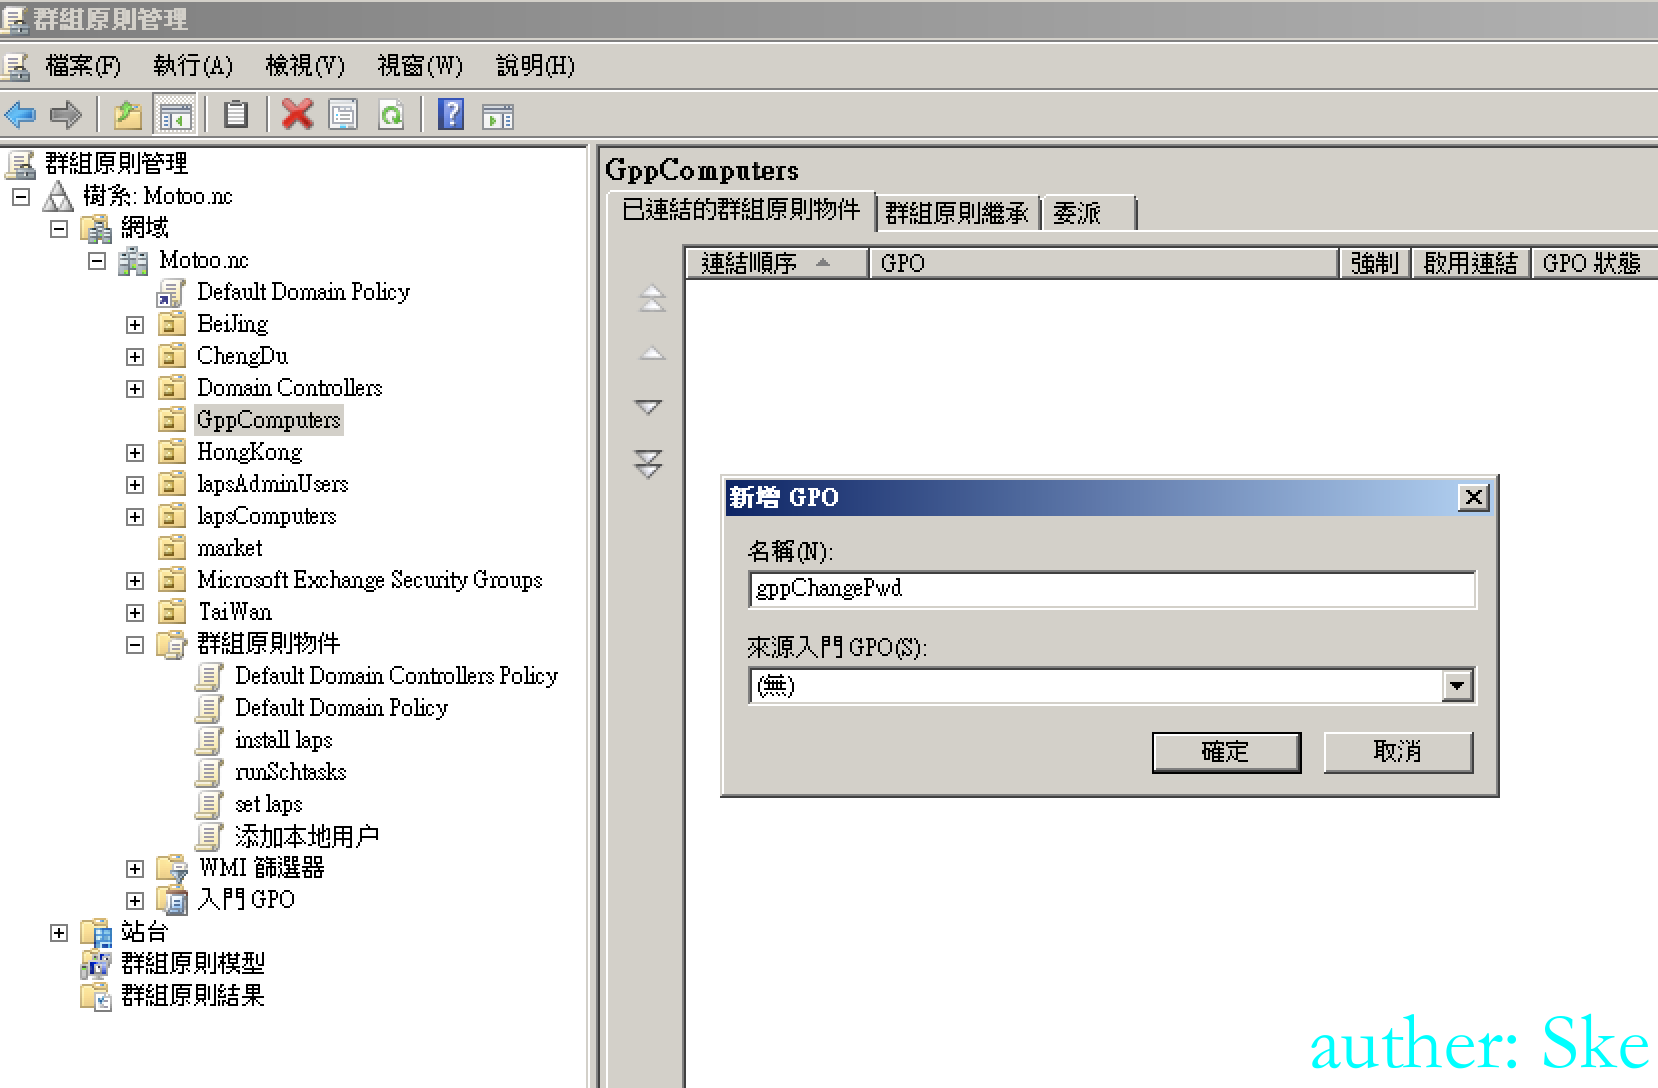 群組原則管理
檔案(F) 執行(A) 檢視(V) 視窗(W) 說明(H)
群組原則管理
樹系: Motoo.nc
網域
Motoo.nc
Default Domain Policy
BeiJing
ChengDu
Domain Controllers
GppComputers
HongKong
lapsAdminUsers
lapsComputers
market
Microsoft Exchange Security Groups
TaiWan
群組原則物件
Default Domain Controllers Policy
Default Domain Policy
install laps
runSchtasks
set laps
添加本地用户
WMI 篩選器
入門 GPO
站台
群組原則模型
群組原則結果
GppComputers
已連結的群組原則物件 群組原則繼承 委派
連結順序 GPO 強制 啟用連結 GPO 狀態
新增 GPO
名稱(N):
gppChangePwd
來源入門 GPO(S):
(無)
確定 取消
auther: Ske